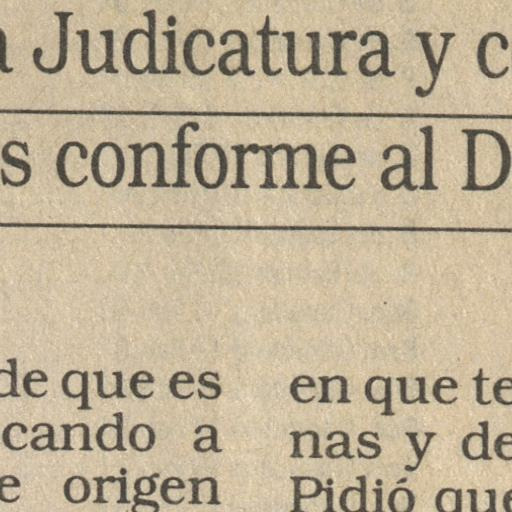 a Judicatura y c
s conforme al D
de que es
cando a
e origen
en que te
nas y de
Pidió que